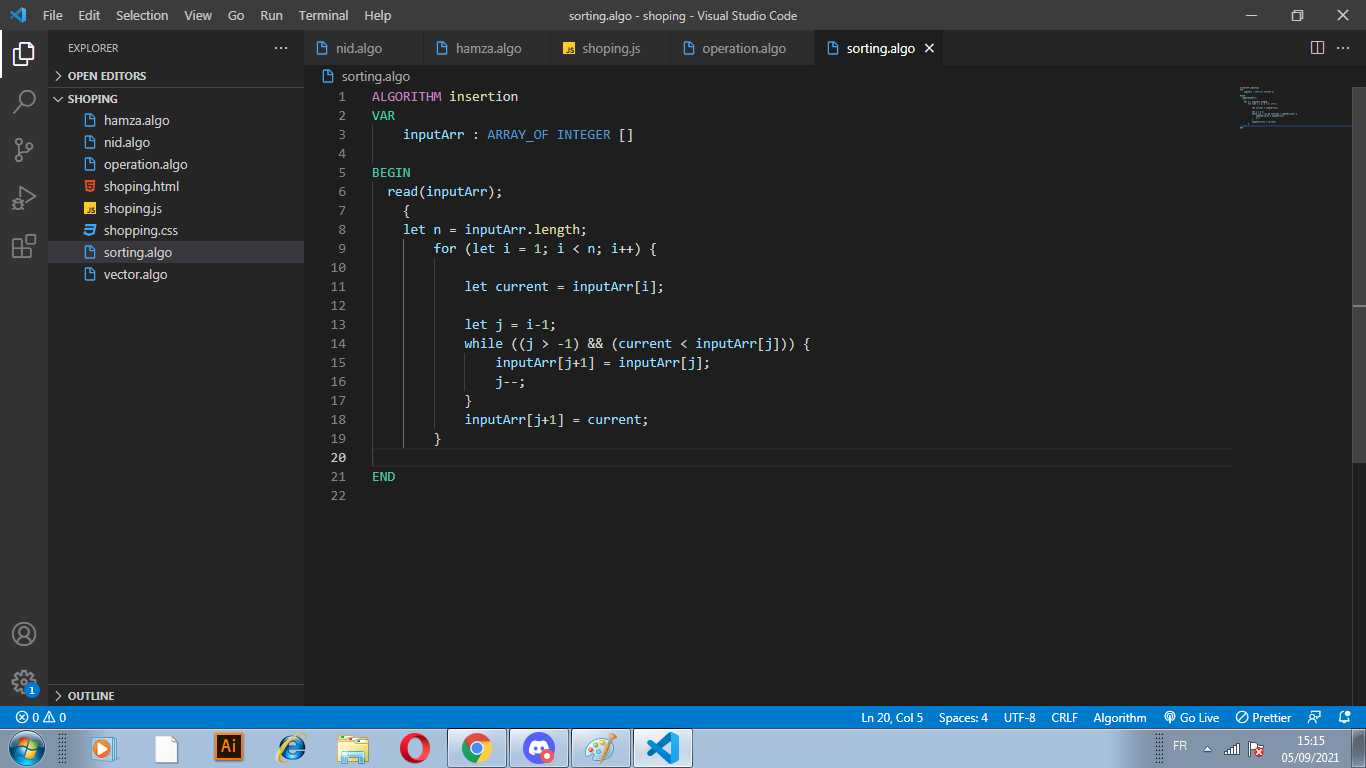 File Edit Selection View Go Run Terminal Help sorting.algo - shoping - Visual Studio Code
EXPLORER
OPEN EDITORS
SHOPING
hamza.algo
nid.algo
operation.algo
shoping.html
JS shoping.js
shopping.css
sorting.algo
vector.algo
OUTLINE
nid.algo hamza.algo JS shoping.js operation.algo sorting.algo
sorting.algo
1 ALGORITHM insertion
2 VAR
3 inputArr : ARRAY_OF INTEGER []
4
5 BEGIN
6 read(inputArr);
7 {
8 let n = inputArr.length;
9 for (let i = 1; i < n; i++) {
10
11 let current = inputArr[i];
12
13 let j = i-1;
14 while ((j > -1) && (current < inputArr[j])) {
15 inputArr[j+1] = inputArr[j];
16 j--;
17 }
18 inputArr[j+1] = current;
19 }
20
21 END
22
1
0 0 Ln 20, Col 5 Spaces: 4 UTF-8 CRLF Algorithm Go Live Prettier
Ai FR 15:15
05/09/2021